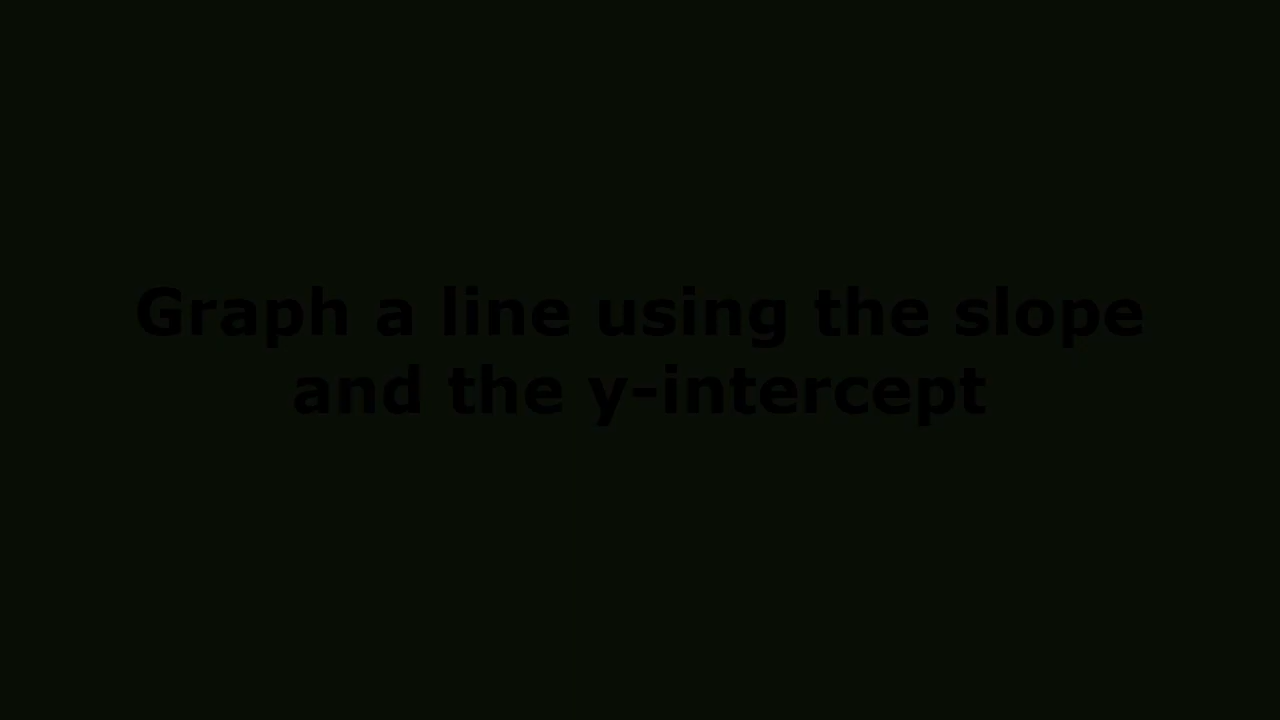 Graph a line using the slope
and the y-intercept